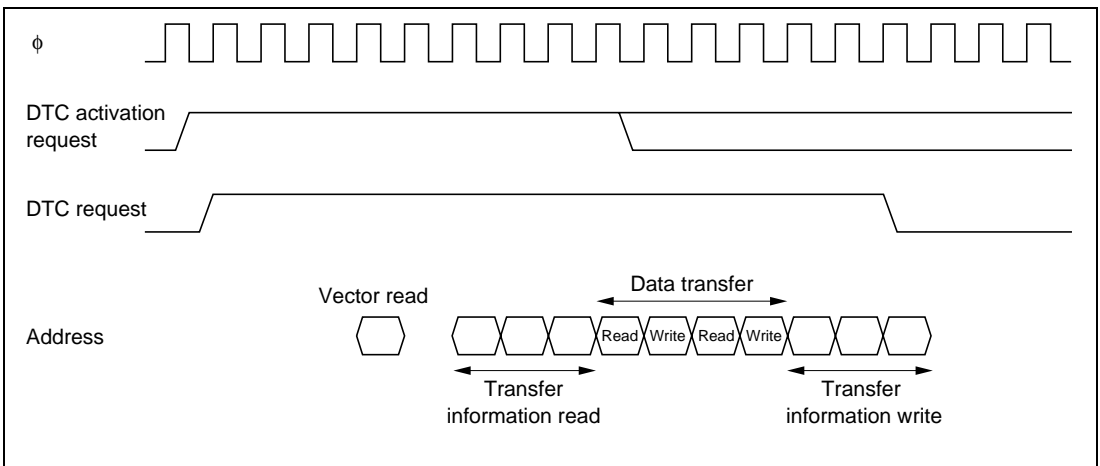 ϕ
DTC activation
request
DTC request
Data transfer
Vector read
Address
Read Write Read Write
Transfer
information read
Transfer
information write